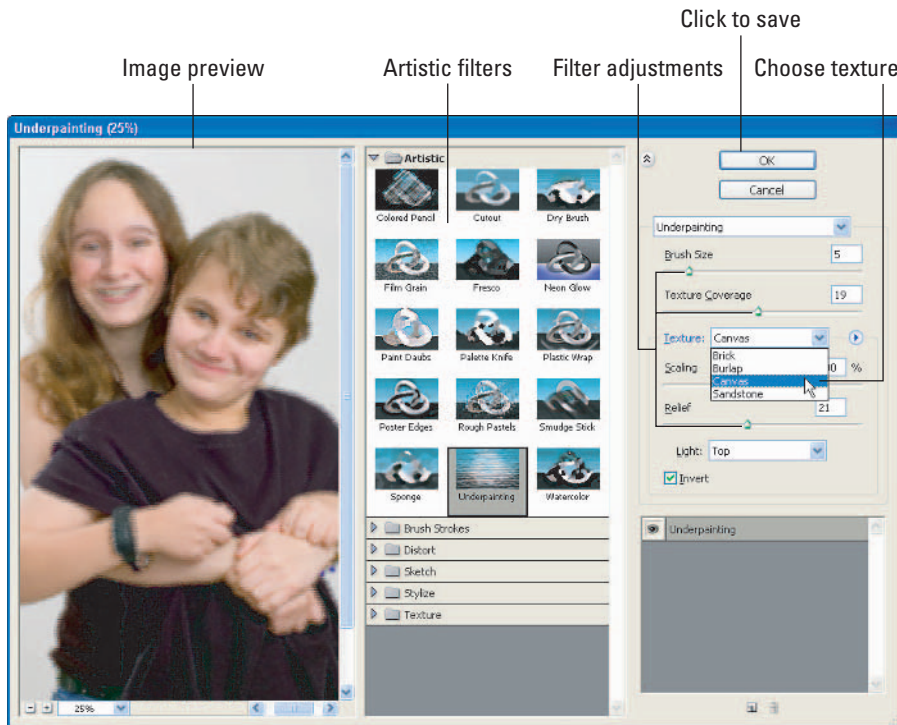 Click to save
Image preview
Artistic filters
Filter adjustments
Choose texture
Underpainting (25%)
Artistic
Colored Pencil
Cutout
Dry Brush
Film Grain
Fresco
Neon Glow
Paint Daubs
Palette Knife
Plastic Wrap
Poster Edges
Rough Pastels
Smudge Stick
Sponge
Underpainting
Watercolor
Brush Strokes
Distort
Sketch
Stylize
Texture
25%
OK
Cancel
Underpainting
Brush Size 5
Texture Coverage 19
Texture: Canvas
Brick
Burlap
Canvas
Sandstone
Scaling %
Relief 21
Light: Top
Invert
Underpainting